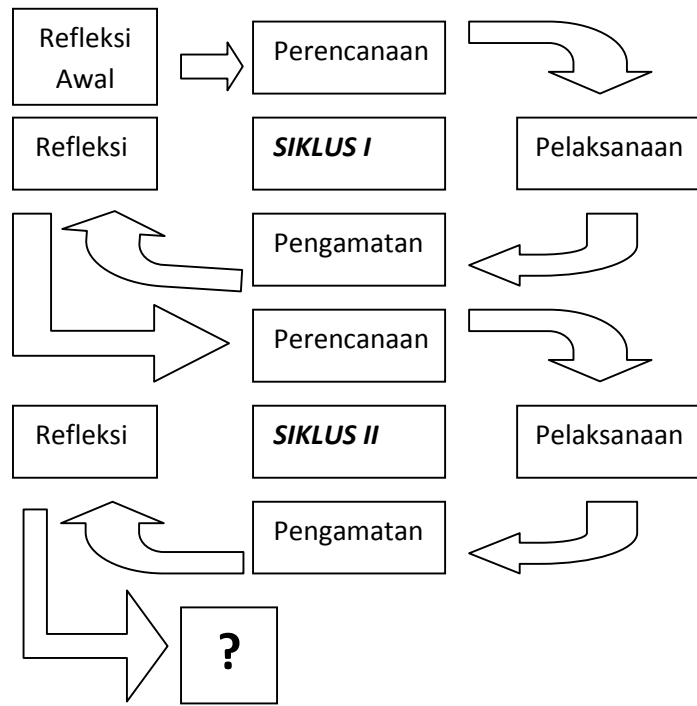 Refleksi
Awal
Perencanaan
Refleksi
SIKLUS I
Pelaksanaan
Pengamatan
Perencanaan
Refleksi
SIKLUS II
Pelaksanaan
Pengamatan
?